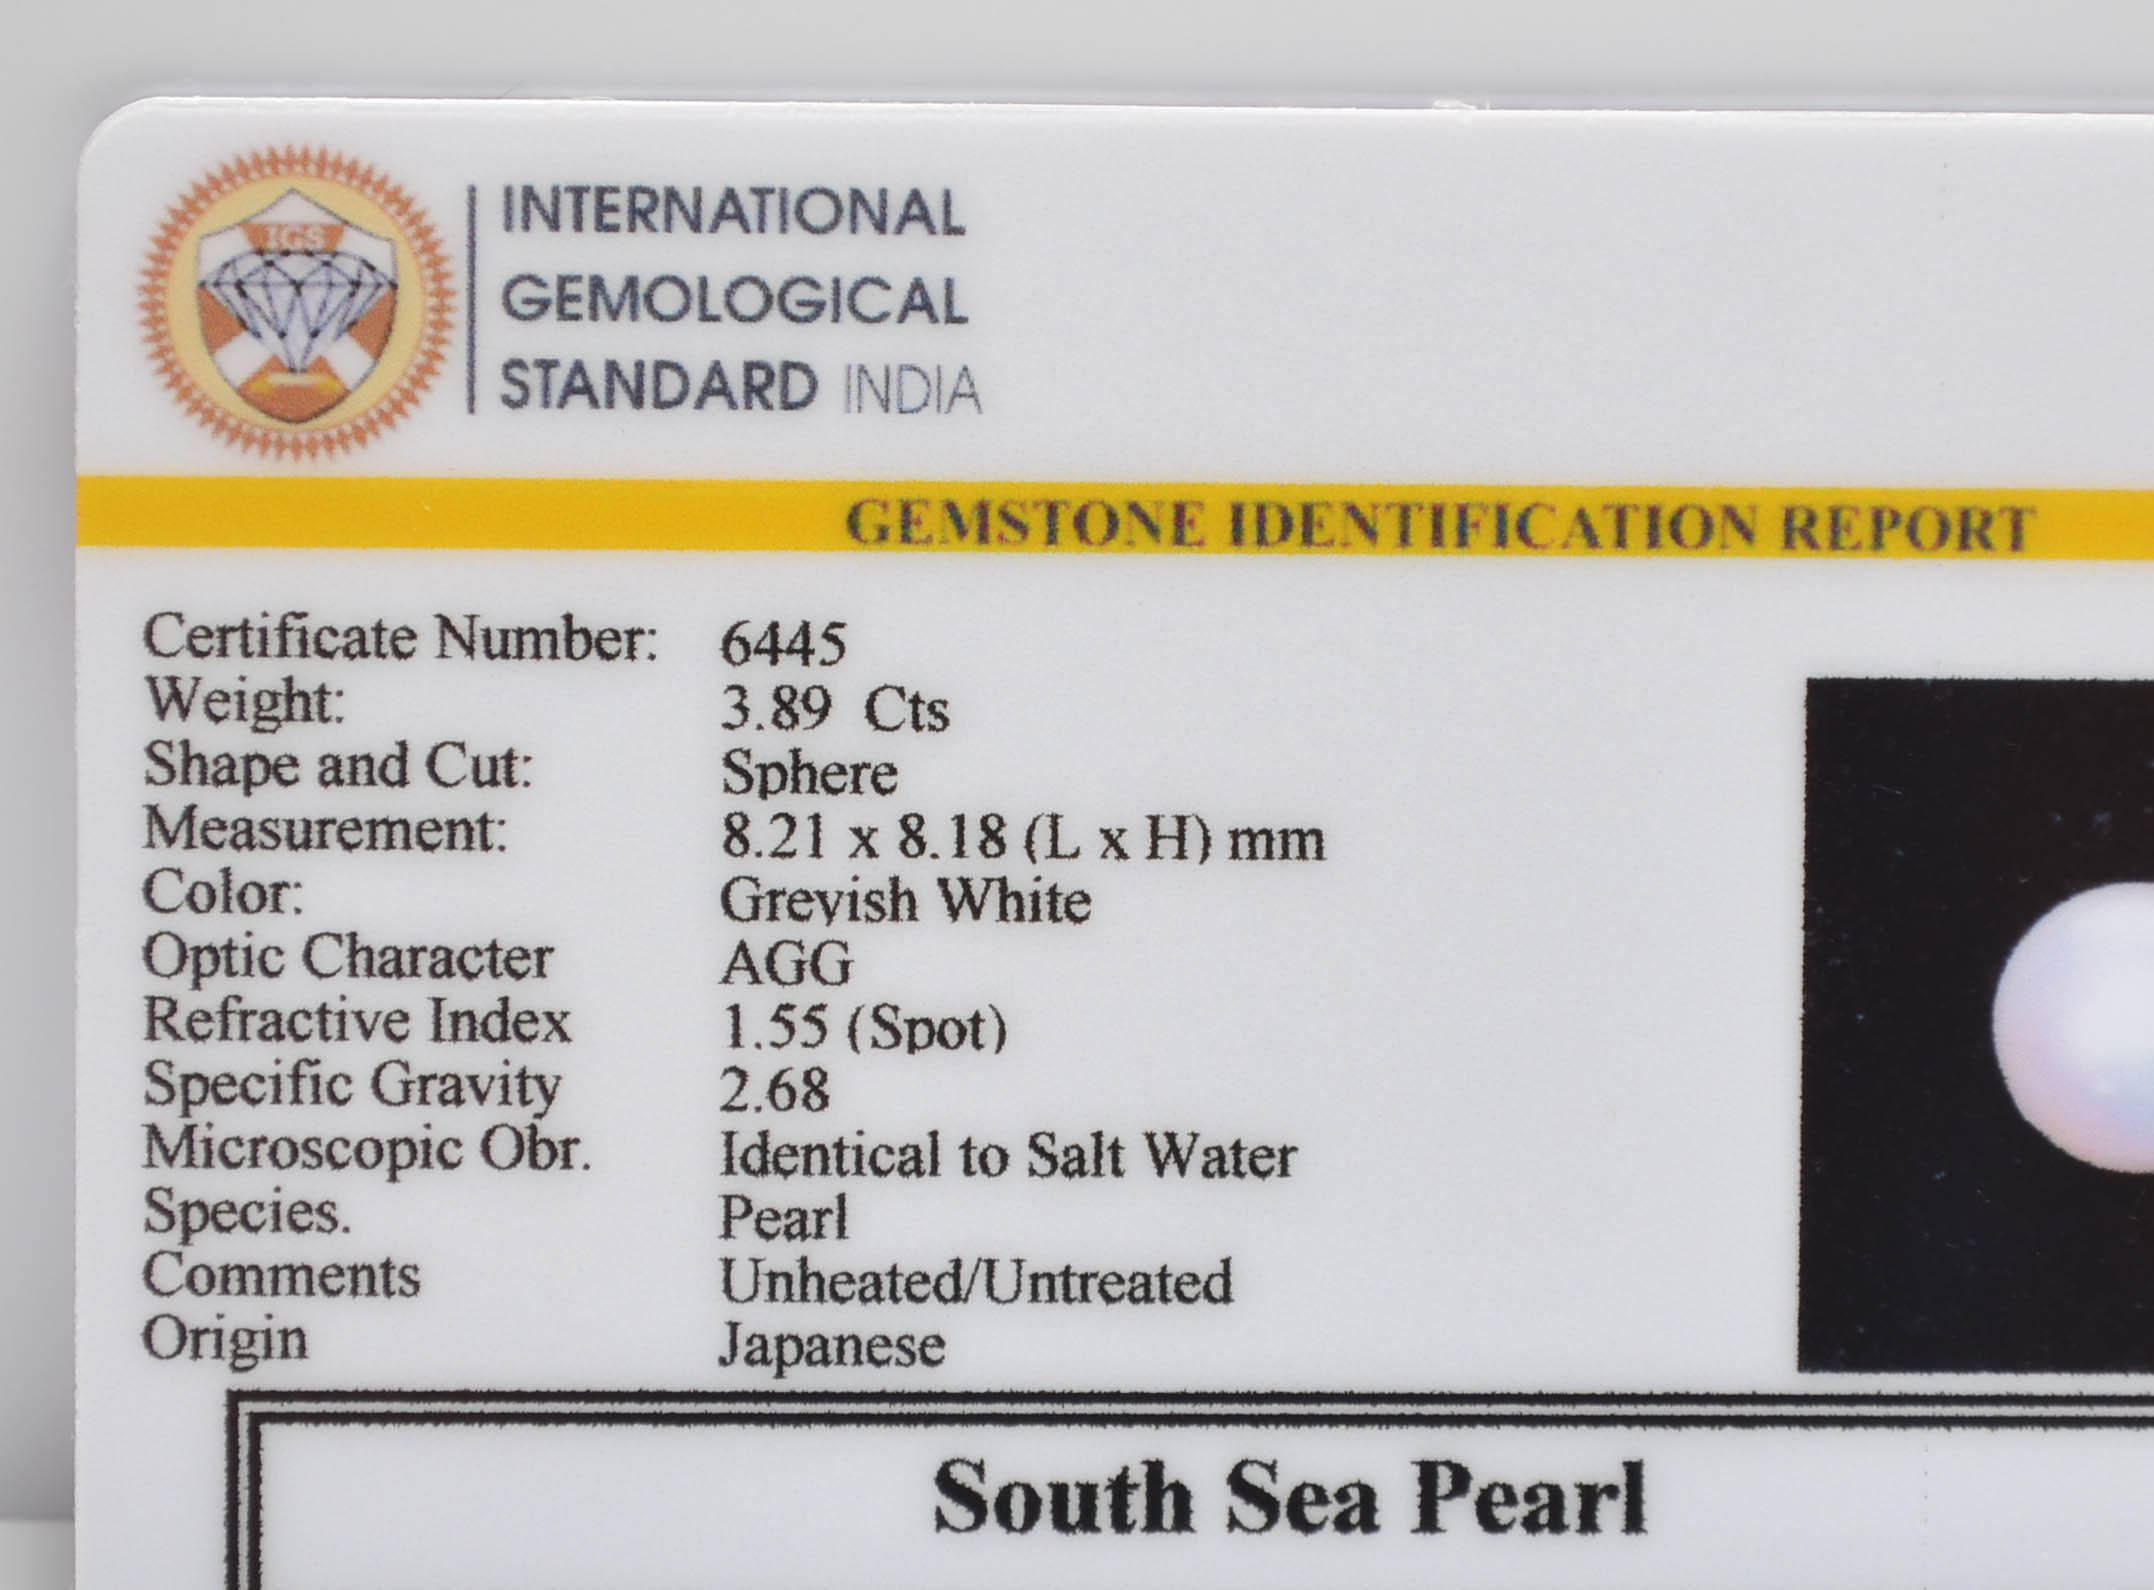 IGS
INTERNATIONAL
GEMOLOGICAL
STANDARD INDIA
GEMSTONE IDENTIFICATION REPORT
Certificate Number: 6445
Weight: 3.89 Cts
Shape and Cut: Sphere
Measurement: 8.21 x 8.18 (L x H) mm
Color: Greyish White
Optic Character AGG
Refractive Index 1.55 (Spot)
Specific Gravity 2.68
Microscopic Obr. Identical to Salt Water
Species. Pearl
Comments Unheated/Untreated
Origin Japanese
South Sea Pearl